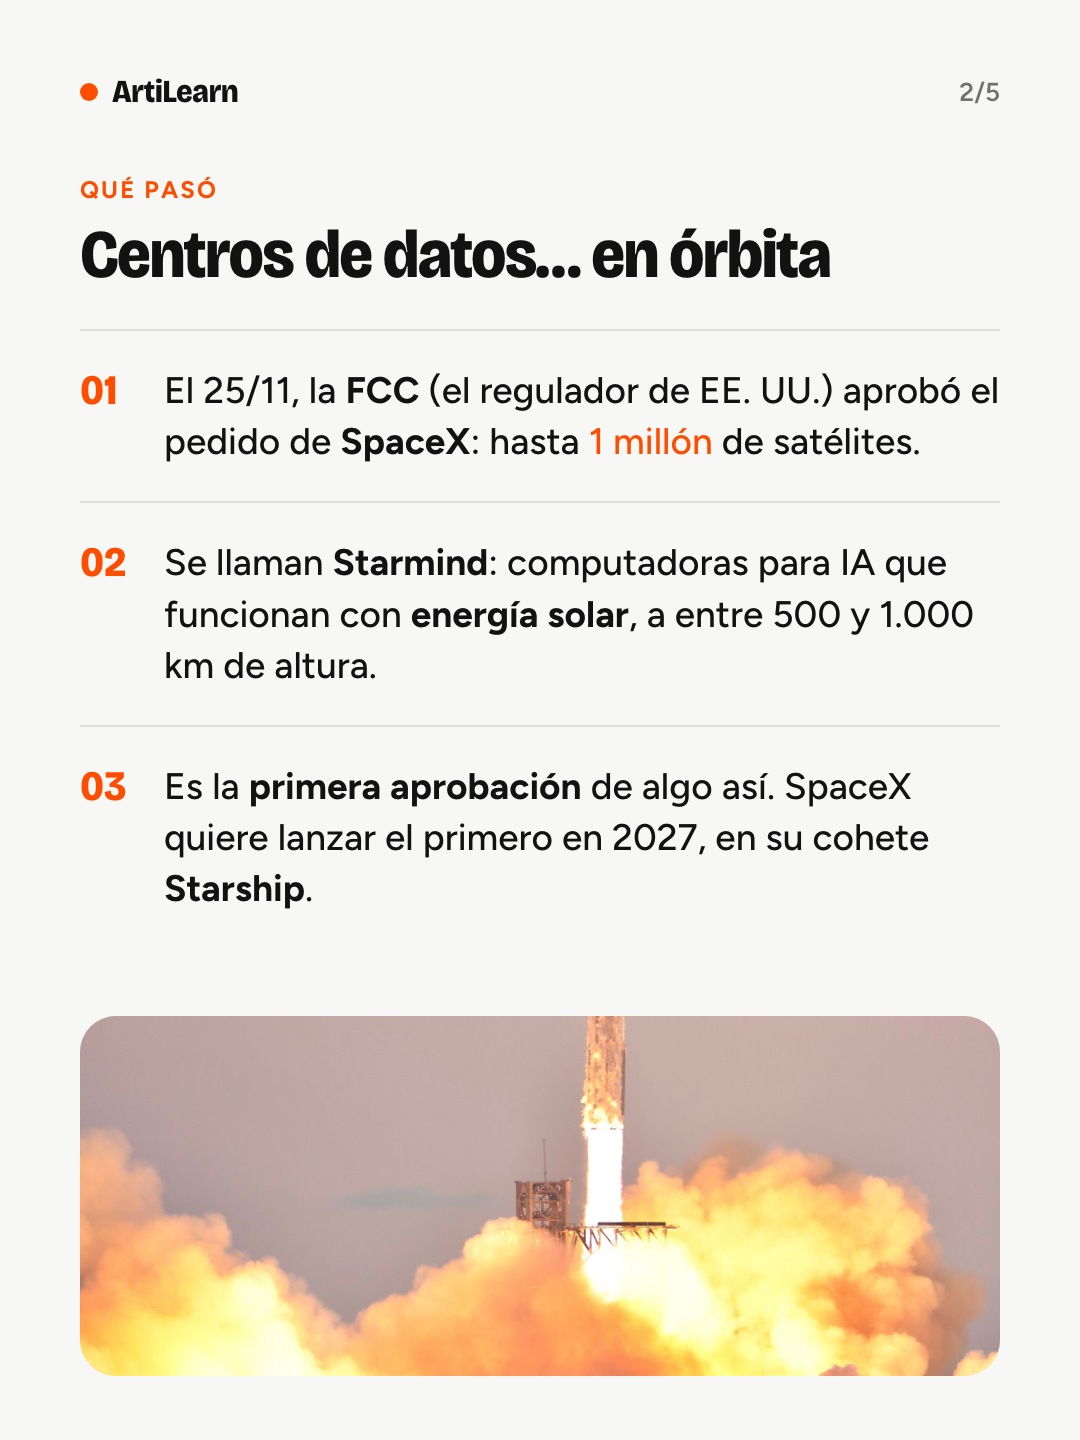 ArtiLearn
2/5
QUÉ PASÓ
Centros de datos... en órbita
01
El 25/11, la FCC (el regulador de EE. UU.) aprobó el
pedido de SpaceX: hasta 1 millón de satélites.
02
Se llaman Starmind: computadoras para IA que
funcionan con energía solar, a entre 500 y 1.000
km de altura.
03
Es la primera aprobación de algo así. SpaceX
quiere lanzar el primero en 2027, en su cohete
Starship.